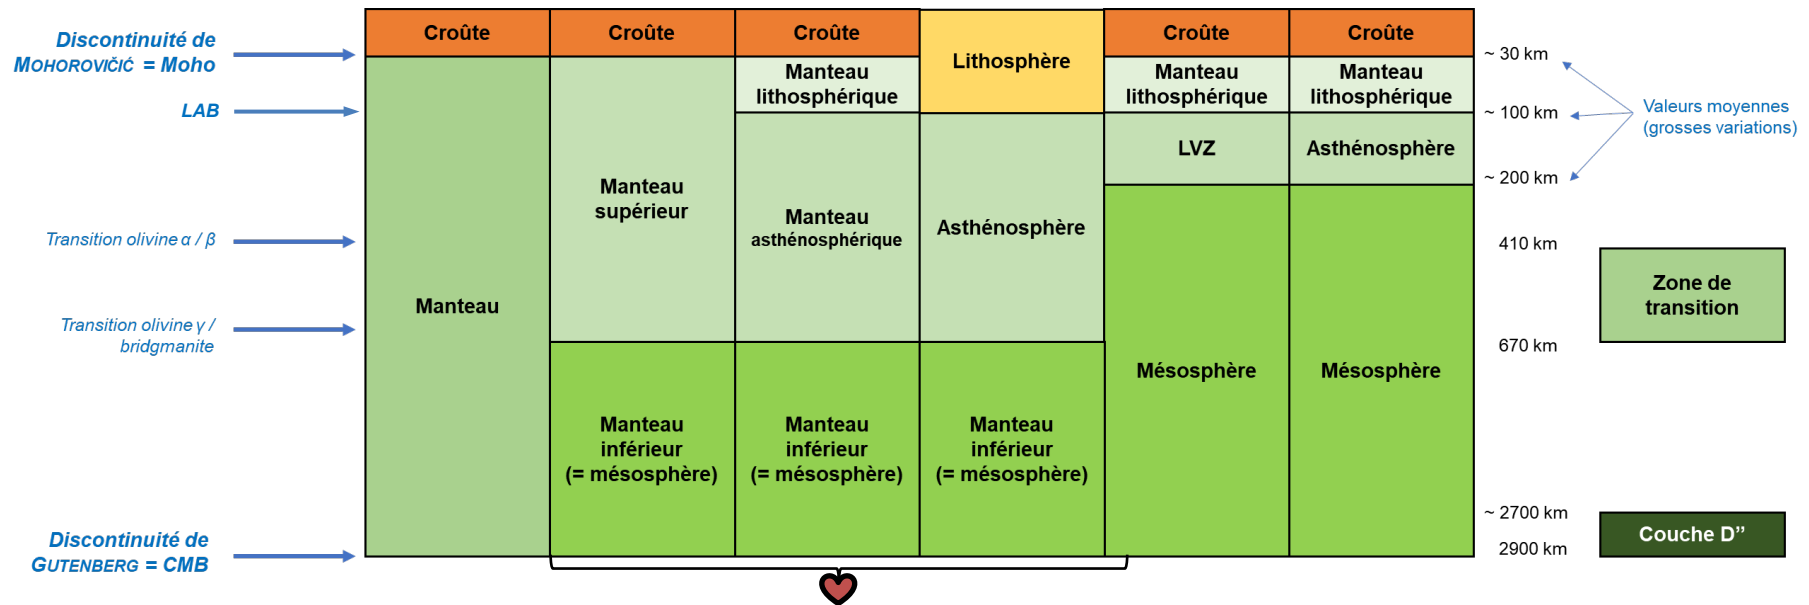 Discontinuité de
MOHOROVIČIĆ = Moho
LAB
Transition olivine α / β
Transition olivine γ /
bridgmanite
Discontinuité de
GUTENBERG = CMB
Croûte
Manteau
Croûte
Manteau
supérieur
Manteau
inférieur
(= mésosphère)
Croûte
Manteau
lithosphérique
Manteau
asthénosphérique
Manteau
inférieur
(= mésosphère)
Lithosphère
Asthénosphère
Manteau
inférieur
(= mésosphère)
Croûte
Manteau
lithosphérique
LVZ
Mésosphère
Croûte
Manteau
lithosphérique
Asthénosphère
Mésosphère
~ 30 km
~ 100 km
~ 200 km
410 km
670 km
~ 2700 km
2900 km
Valeurs moyennes
(grosses variations)
Zone de
transition
Couche D’’